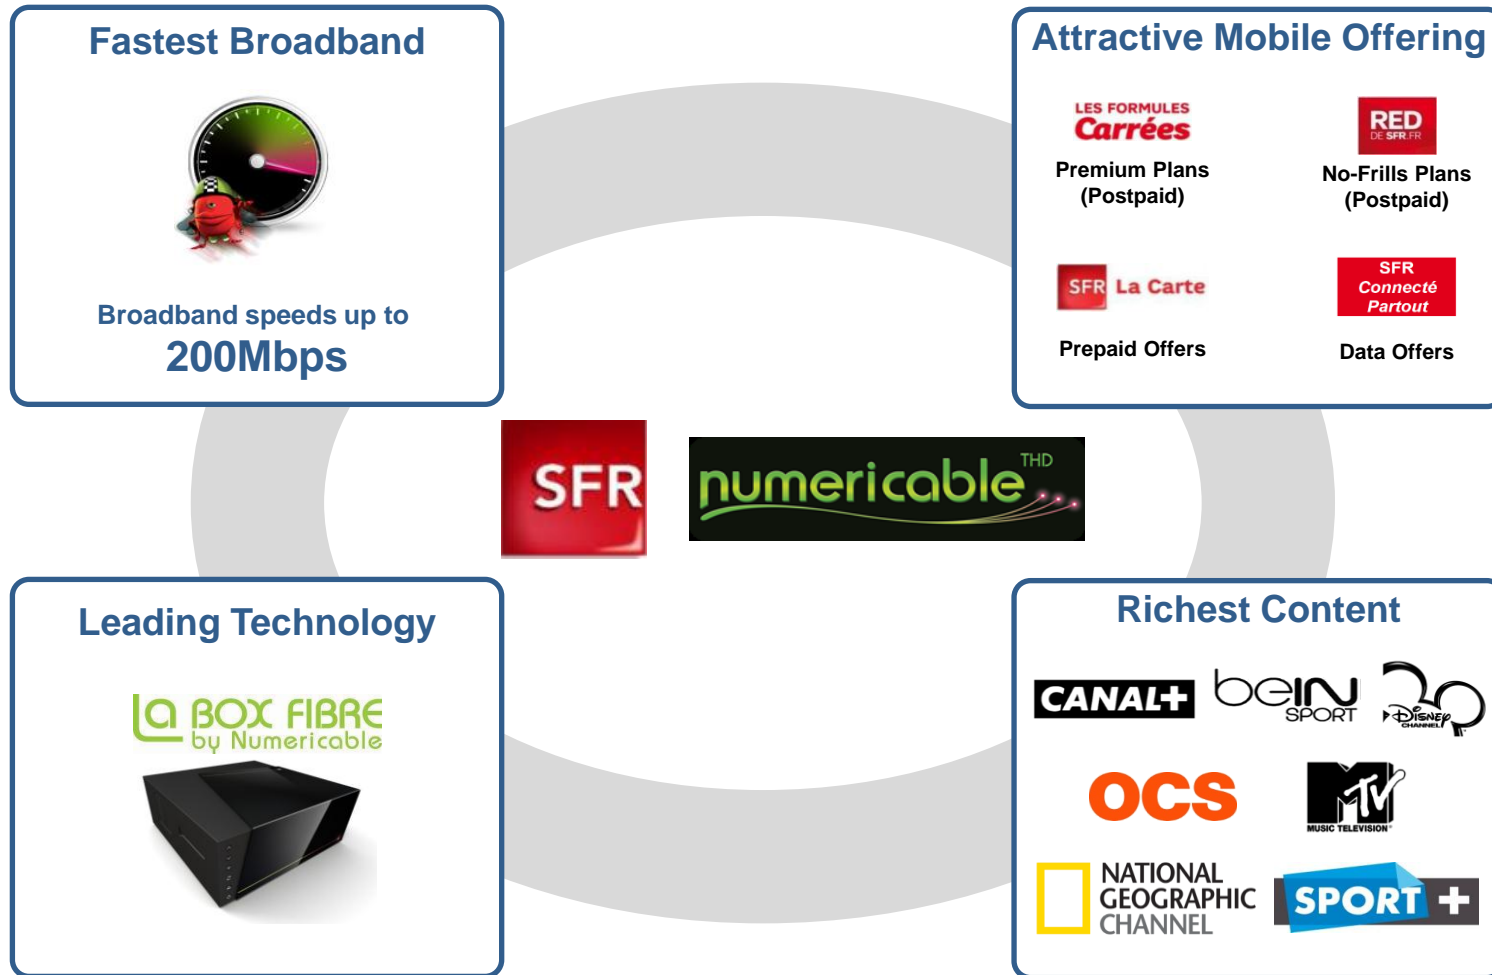 Fastest Broadband
Broadband speeds up to
200Mbps
Attractive Mobile Offering
LES FORMULES
Carrées
Premium Plans
(Postpaid)
RED
DE SFR.FR
No-Frills Plans
(Postpaid)
SFR La Carte
Prepaid Offers
SFR
Connecté
Partout
Data Offers
SFR
numericable THD
Leading Technology
La BOX FIBRE
by Numericable
Richest Content
CANAL+
beIN
SPORT
DISNEY
CHANNEL
OCS
MTV
MUSIC TELEVISION®
NATIONAL
GEOGRAPHIC
CHANNEL
SPORT +